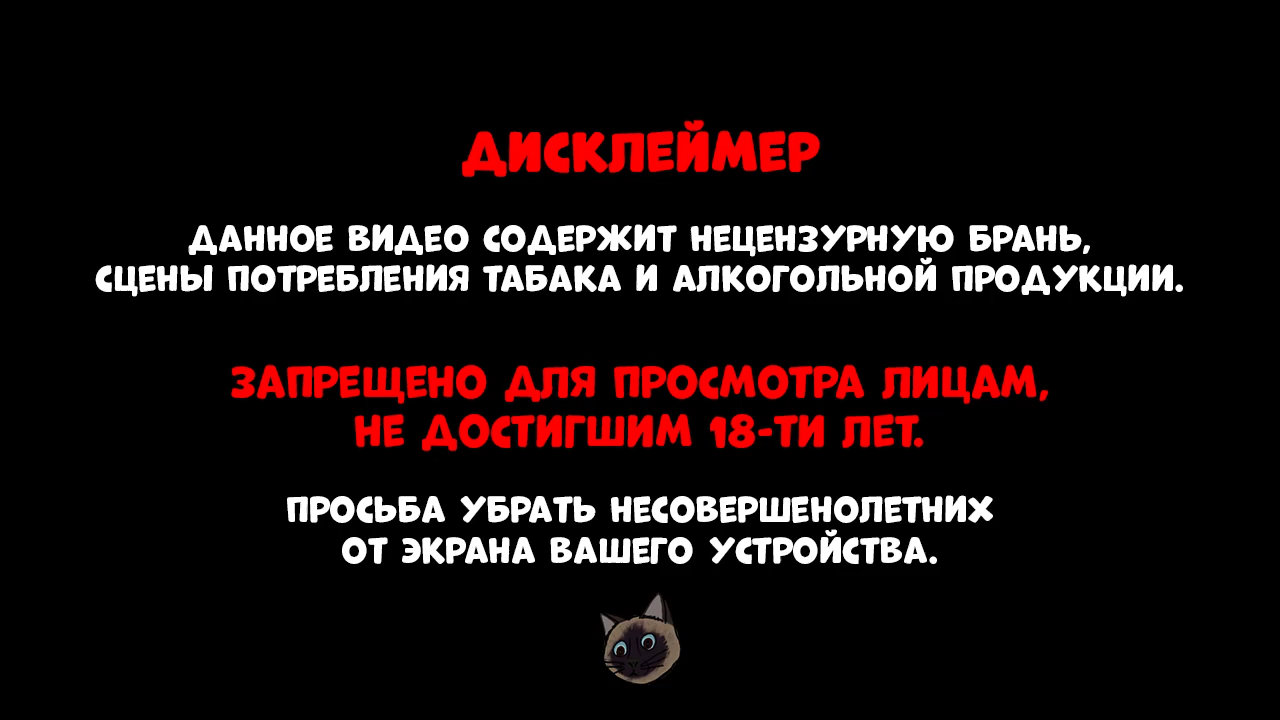 ДИСКЛЕЙМЕР
ДАННОЕ ВИДЕО СОДЕРЖИТ НЕЦЕНЗУРНУЮ БРАНЬ,
СЦЕНЫ ПОТРЕБЛЕНИЯ ТАБАКА И АЛКОГОЛЬНОЙ ПРОДУКЦИИ.
ЗАПРЕЩЕНО ДЛЯ ПРОСМОТРА ЛИЦАМ,
НЕ ДОСТИГШИМ 18-ТИ ЛЕТ.
ПРОСЬБА УБРАТЬ НЕСОВЕРШЕНОЛЕТНИХ
ОТ ЭКРАНА ВАШЕГО УСТРОЙСТВА.